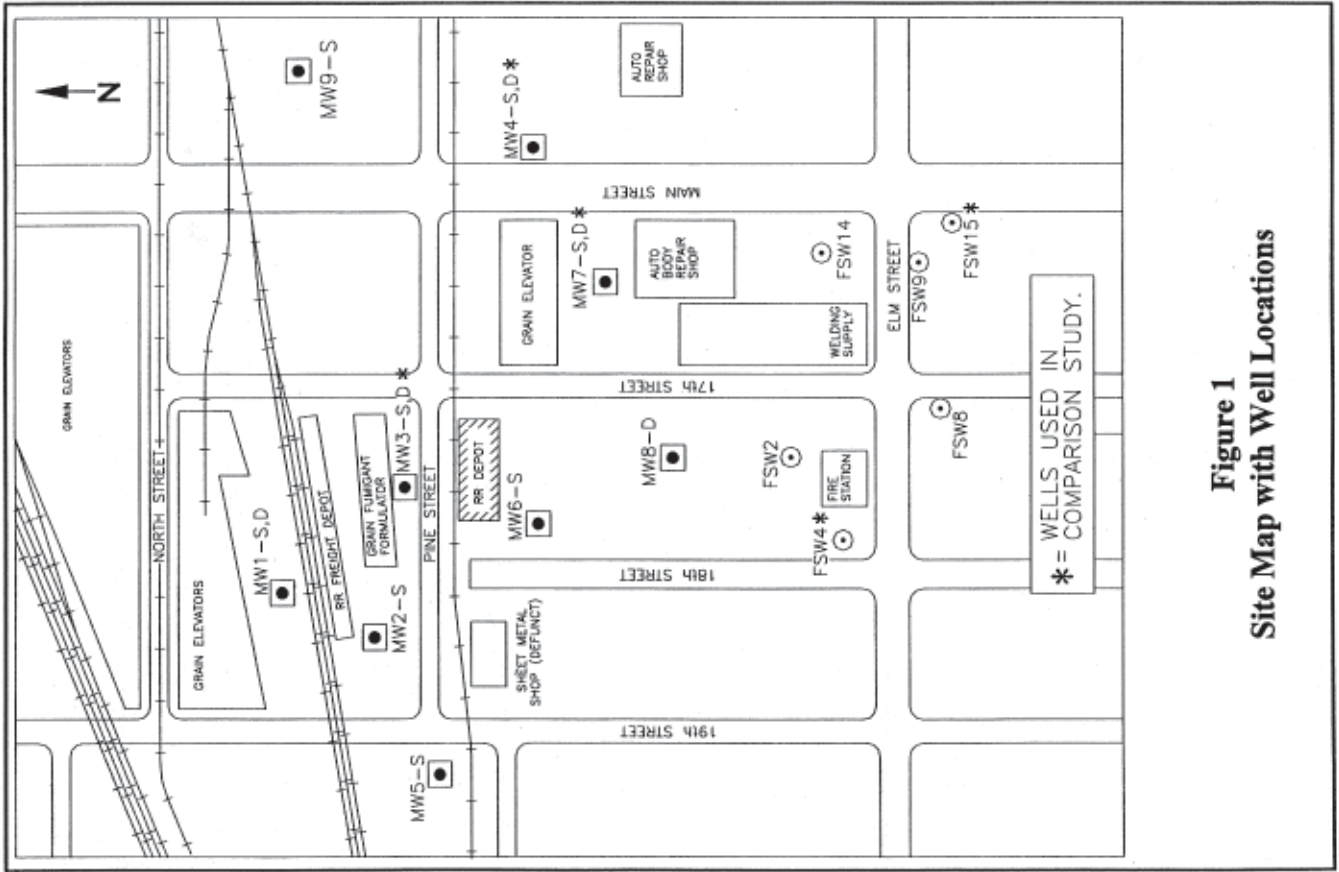 N
GRAIN ELEVATORS
NORTH STREET
MW9-S
GRAIN ELEVATORS
MW1-S,D
RR FREIGHT DEPOT
GRAIN FUMIGANT
FORMULATOR
MW3-S,D*
MW2-S
PINE STREET
MW5-S
RR DEPOT
MW6-S
SHEET METAL
SHOP (DEFUNCT)
GRAIN ELEVATOR
MW7-S,D*
MW4-S,D*
AUTO
REPAIR
SHOP
MAIN STREET
17th STREET
18th STREET
19th STREET
AUTO
BODY
REPAIR
SHOP
MW8-D
WELDING
SUPPLY
FSW14
FSW2
FIRE
STATION
FSW4*
ELM STREET
FSW9
FSW15*
FSW8
*= WELLS USED IN
COMPARISON STUDY.
Figure 1
Site Map with Well Locations